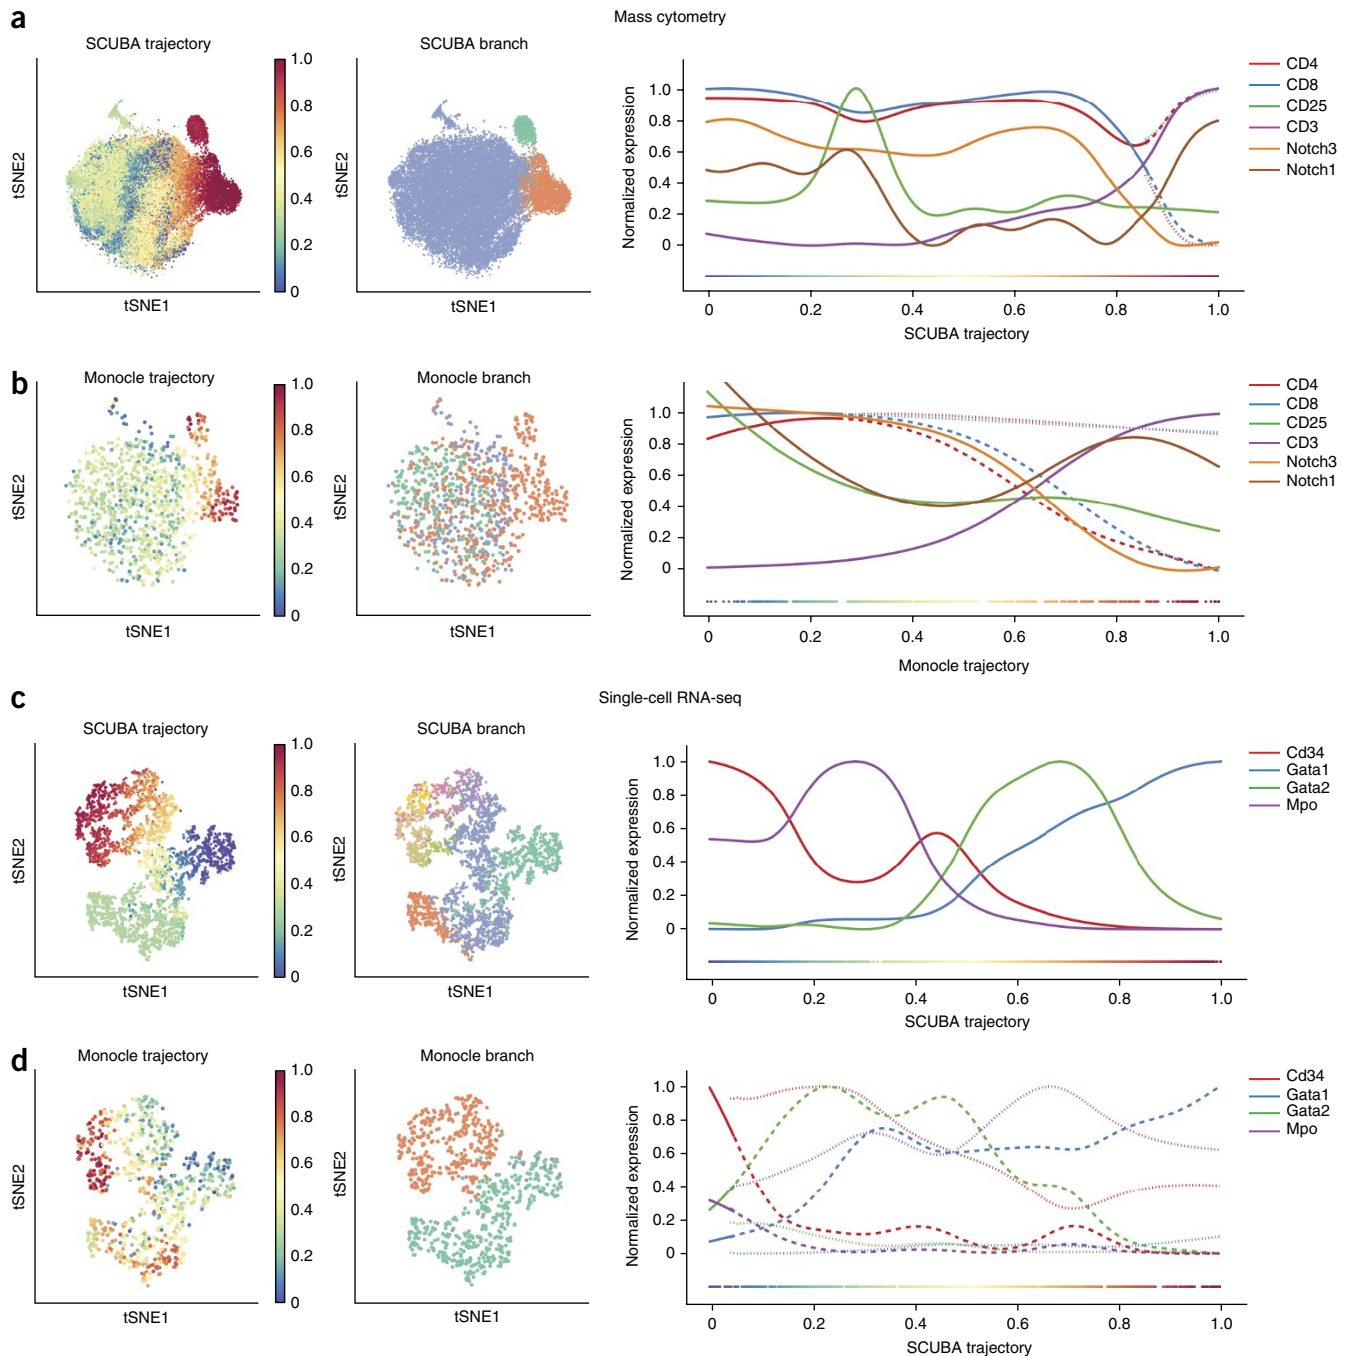 a
Mass cytometry
SCUBA trajectory
SCUBA branch
1.0
0.8
0.6
0.4
0.2
0
tSNE2
tSNE1
tSNE2
tSNE1
Normalized expression
1.0
0.8
0.6
0.4
0.2
0
0 0.2 0.4 0.6 0.8 1.0
SCUBA trajectory
CD4
CD8
CD25
CD3
Notch3
Notch1
b
Monocle trajectory
Monocle branch
1.0
0.8
0.6
0.4
0.2
0
tSNE2
tSNE1
tSNE2
tSNE1
Normalized expression
1.0
0.8
0.6
0.4
0.2
0
0 0.2 0.4 0.6 0.8 1.0
Monocle trajectory
CD4
CD8
CD25
CD3
Notch3
Notch1
c
Single-cell RNA-seq
SCUBA trajectory
SCUBA branch
1.0
0.8
0.6
0.4
0.2
0
tSNE2
tSNE1
tSNE2
tSNE1
Normalized expression
1.0
0.8
0.6
0.4
0.2
0
0 0.2 0.4 0.6 0.8 1.0
SCUBA trajectory
Cd34
Gata1
Gata2
Mpo
d
Monocle trajectory
Monocle branch
1.0
0.8
0.6
0.4
0.2
0
tSNE2
tSNE1
tSNE2
tSNE1
Normalized expression
1.0
0.8
0.6
0.4
0.2
0
0 0.2 0.4 0.6 0.8 1.0
SCUBA trajectory
Cd34
Gata1
Gata2
Mpo